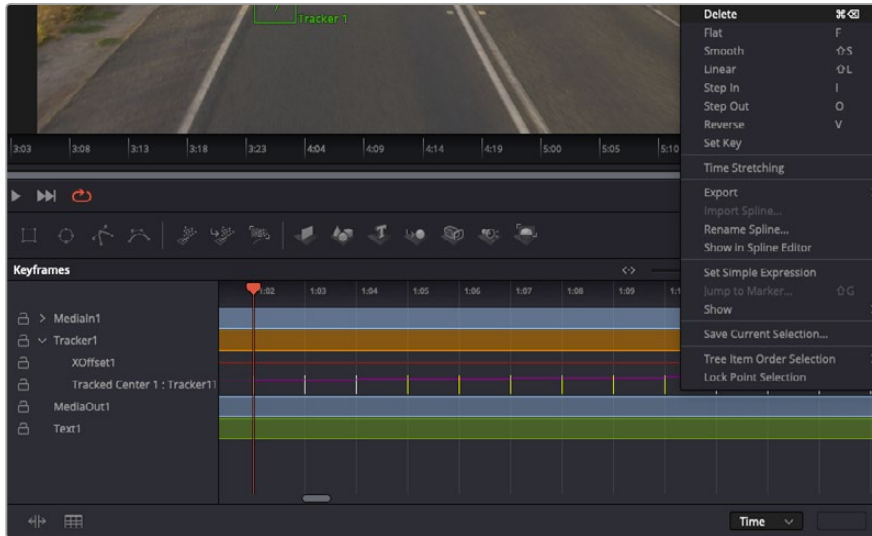 Tracker 1
Delete ⌘⌫
Flat F
Smooth ⇧S
Linear ⇧L
Step In I
Step Out O
Reverse V
Set Key
Time Stretching
Export
Import Spline...
Rename Spline...
Show in Spline Editor
Set Simple Expression
Jump to Marker... ⇧G
Show
Save Current Selection...
Tree Item Order Selection
Lock Point Selection
3:03 3:08 3:13 3:18 3:23 4:04 4:09 4:14 4:19 5:00 5:05 5:10
Keyframes
1:02 1:03 1:04 1:05 1:06 1:07 1:08 1:09
MediaIn1
Tracker1
XOffset1
Tracked Center 1 : Tracker11
MediaOut1
Text1
Time